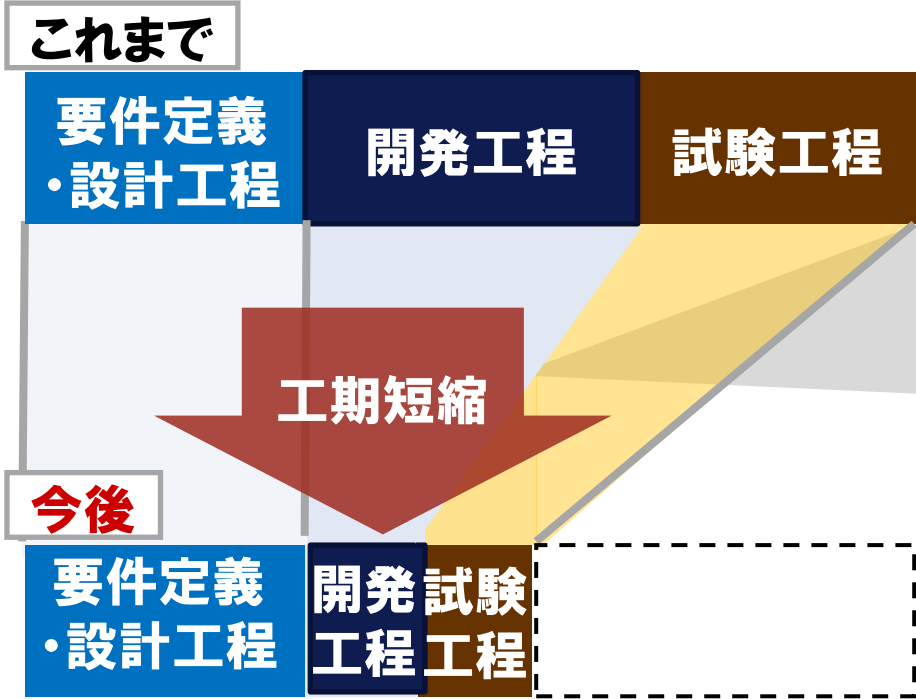 これまで
要件定義
・設計工程
開発工程
試験工程
工期短縮
今後
要件定義
・設計工程
開発
工程
試験
工程